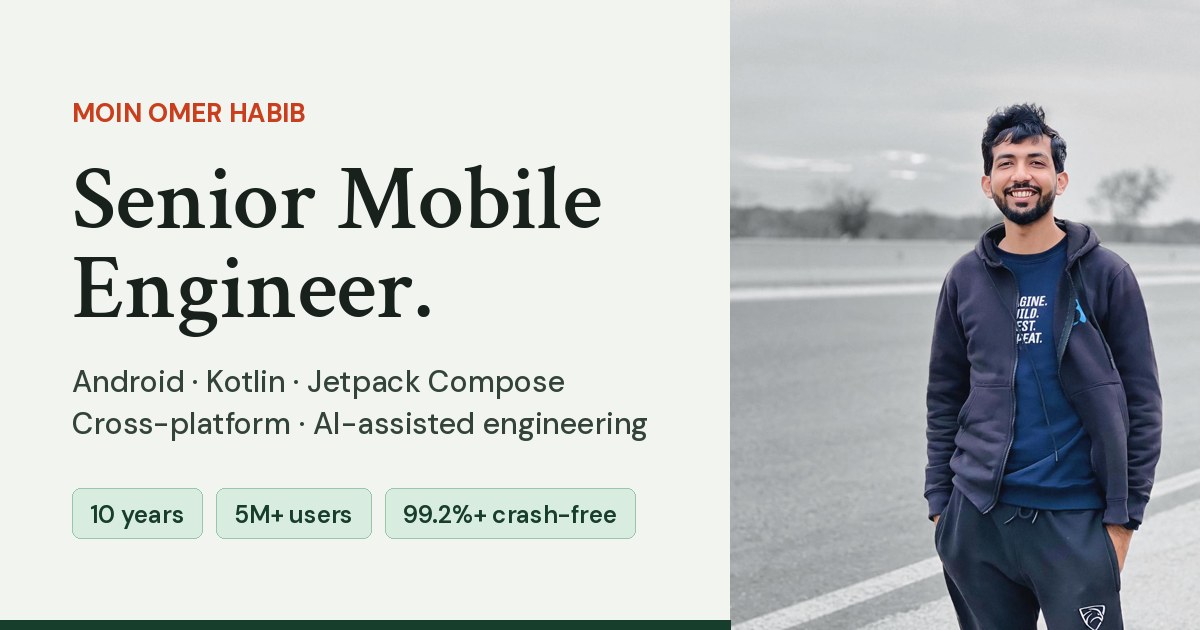 MOIN OMER HABIB
Senior Mobile
Engineer.
Android · Kotlin · Jetpack Compose
Cross-platform · AI-assisted engineering
10 years
5M+ users
99.2%+ crash-free